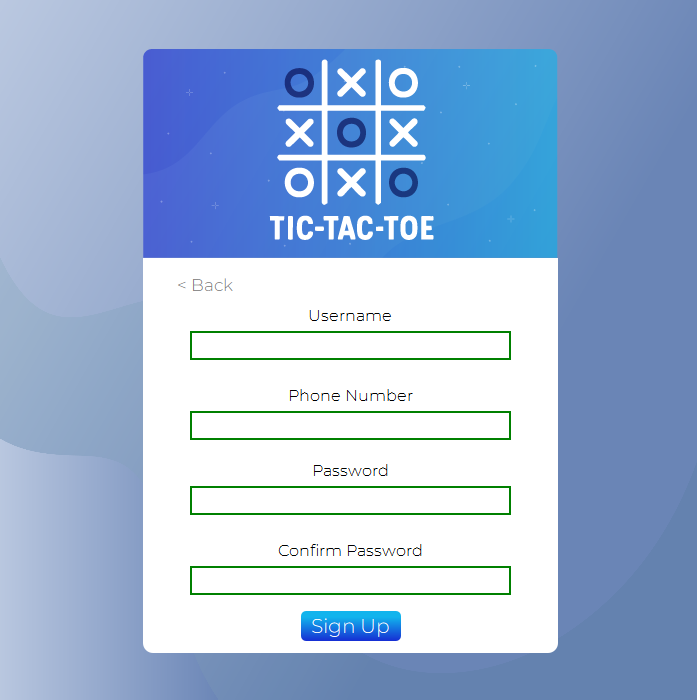 TIC-TAC-TOE
< Back
Username
Phone Number
Password
Confirm Password
Sign Up